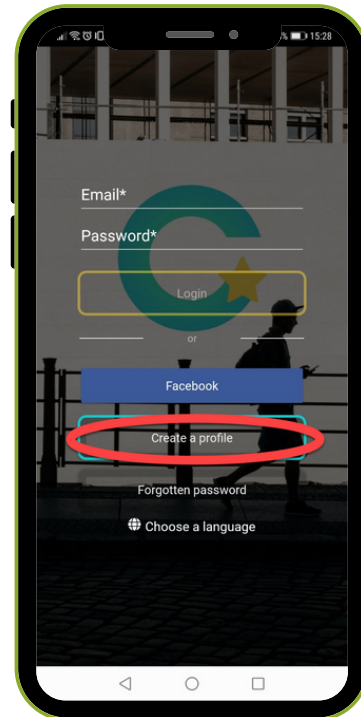 % 15:28
Email*
Password*
Login
or
Facebook
Create a profile
Forgotten password
Choose a language